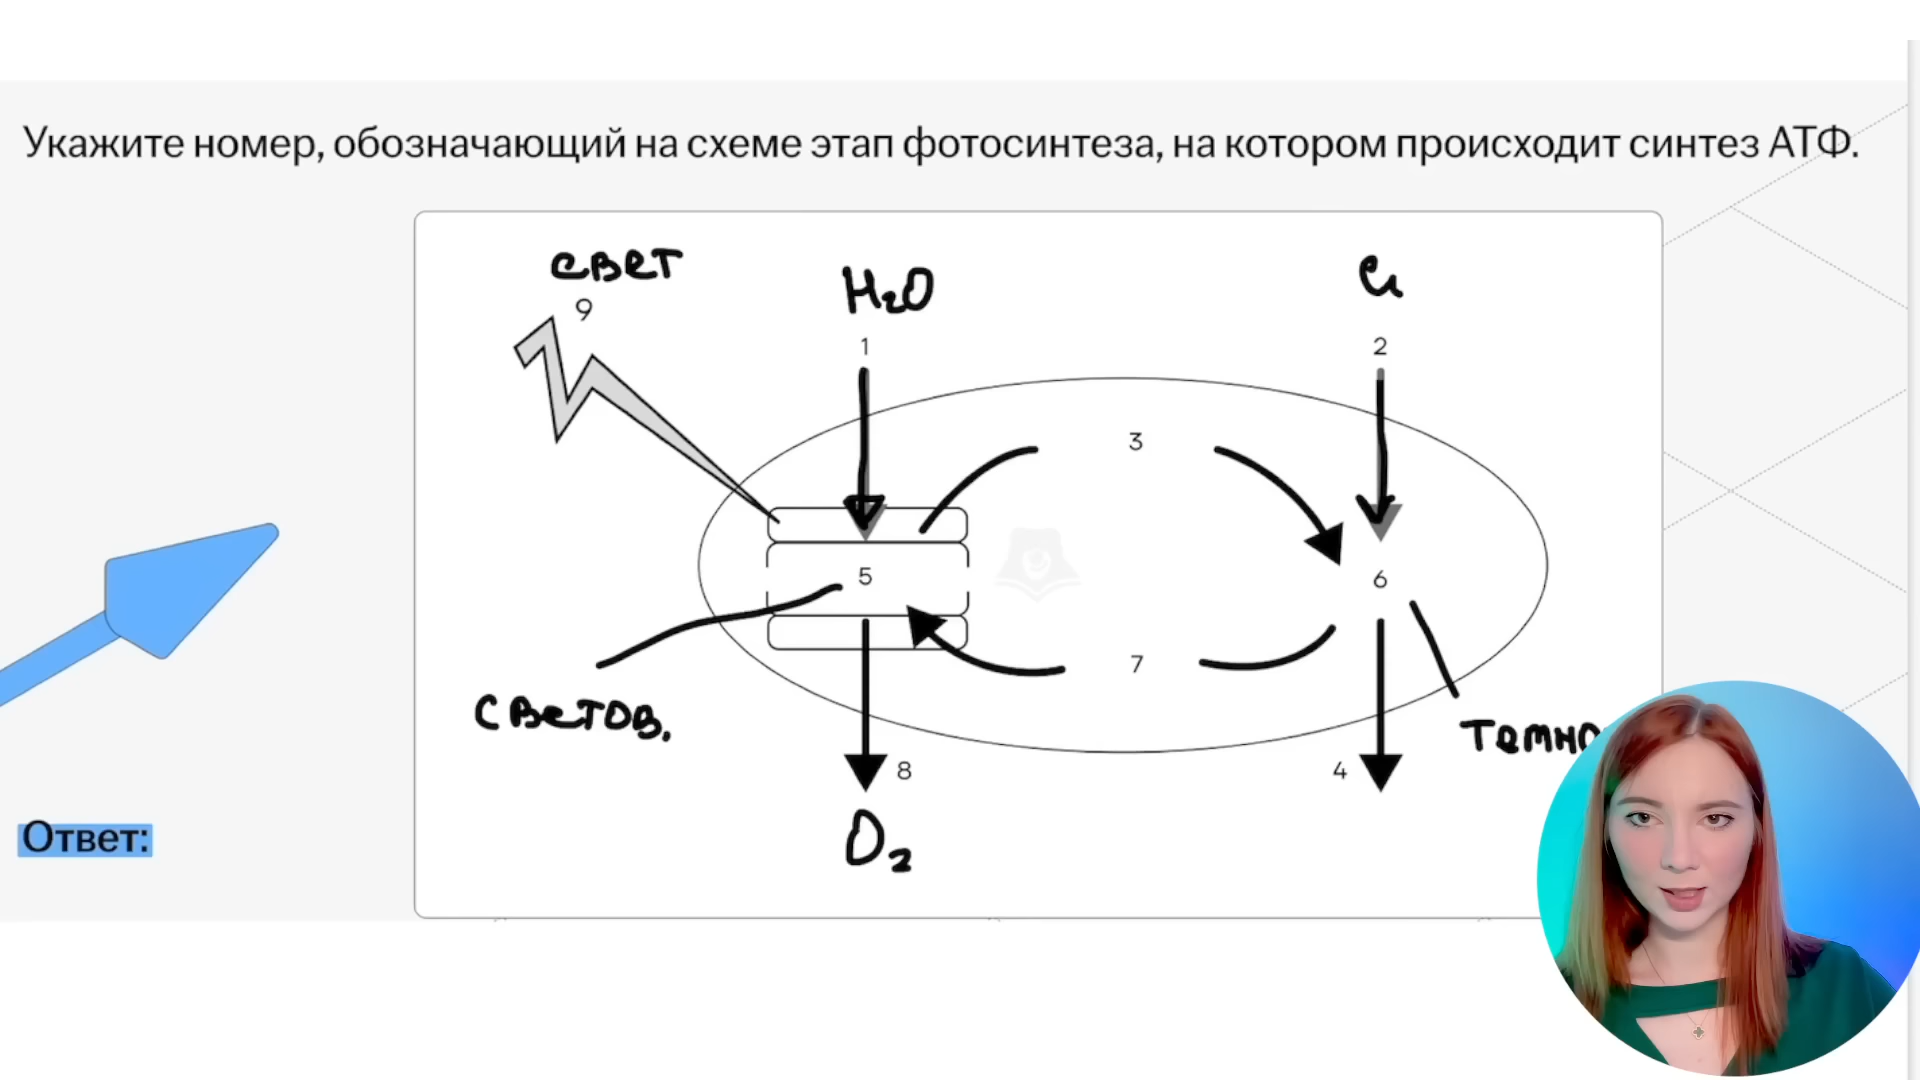 Укажите номер, обозначающий на схеме этап фотосинтеза, на котором происходит синтез АТФ.
свет
9
H₂O
1
2
3
5
6
7
светов.
темно
8
4
O₂
Ответ: